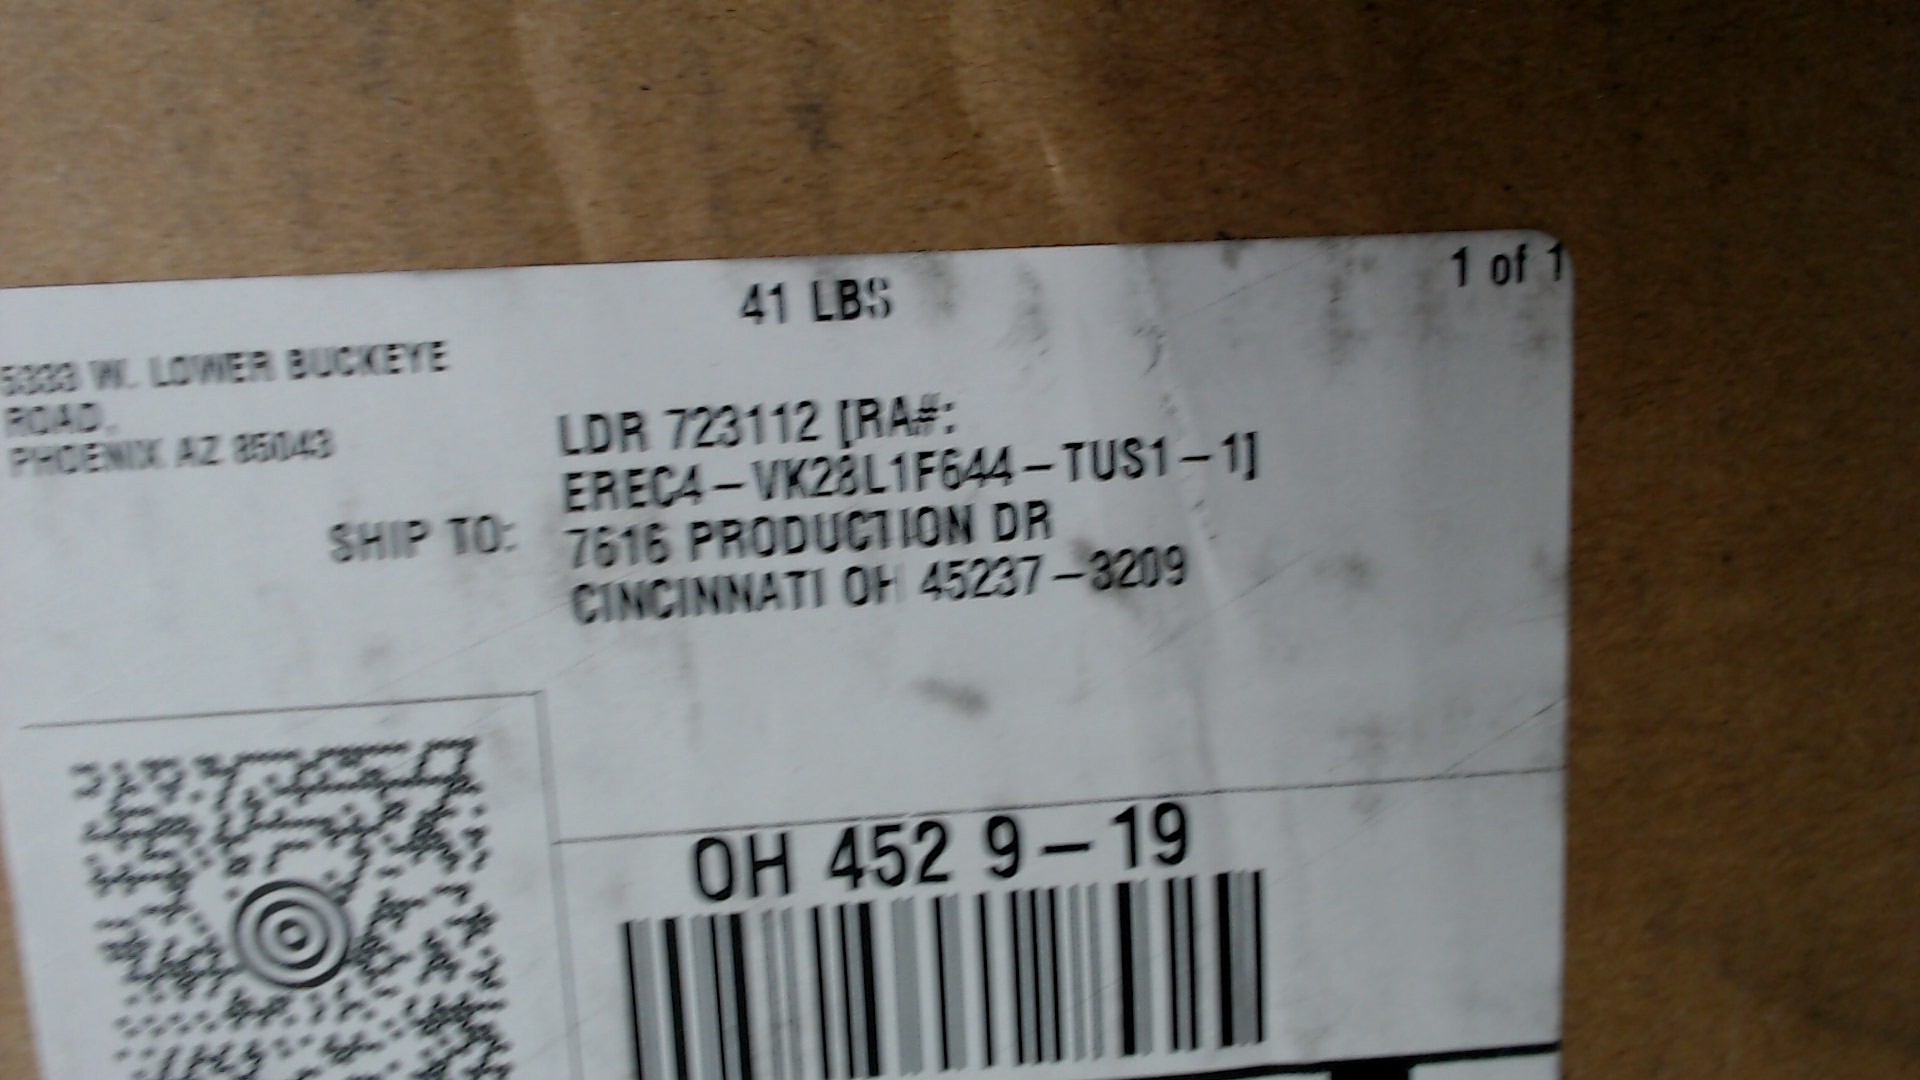 41 LBS
1 of 1
5333 W. LOWER BUCKEYE
ROAD,
PHOENIX AZ 85043
LDR 723112 [RA#:
EREC4-VK28L1F644-TUS1-1]
SHIP TO: 7616 PRODUCTION DR
CINCINNATI OH 45237-3209
OH 452 9-19